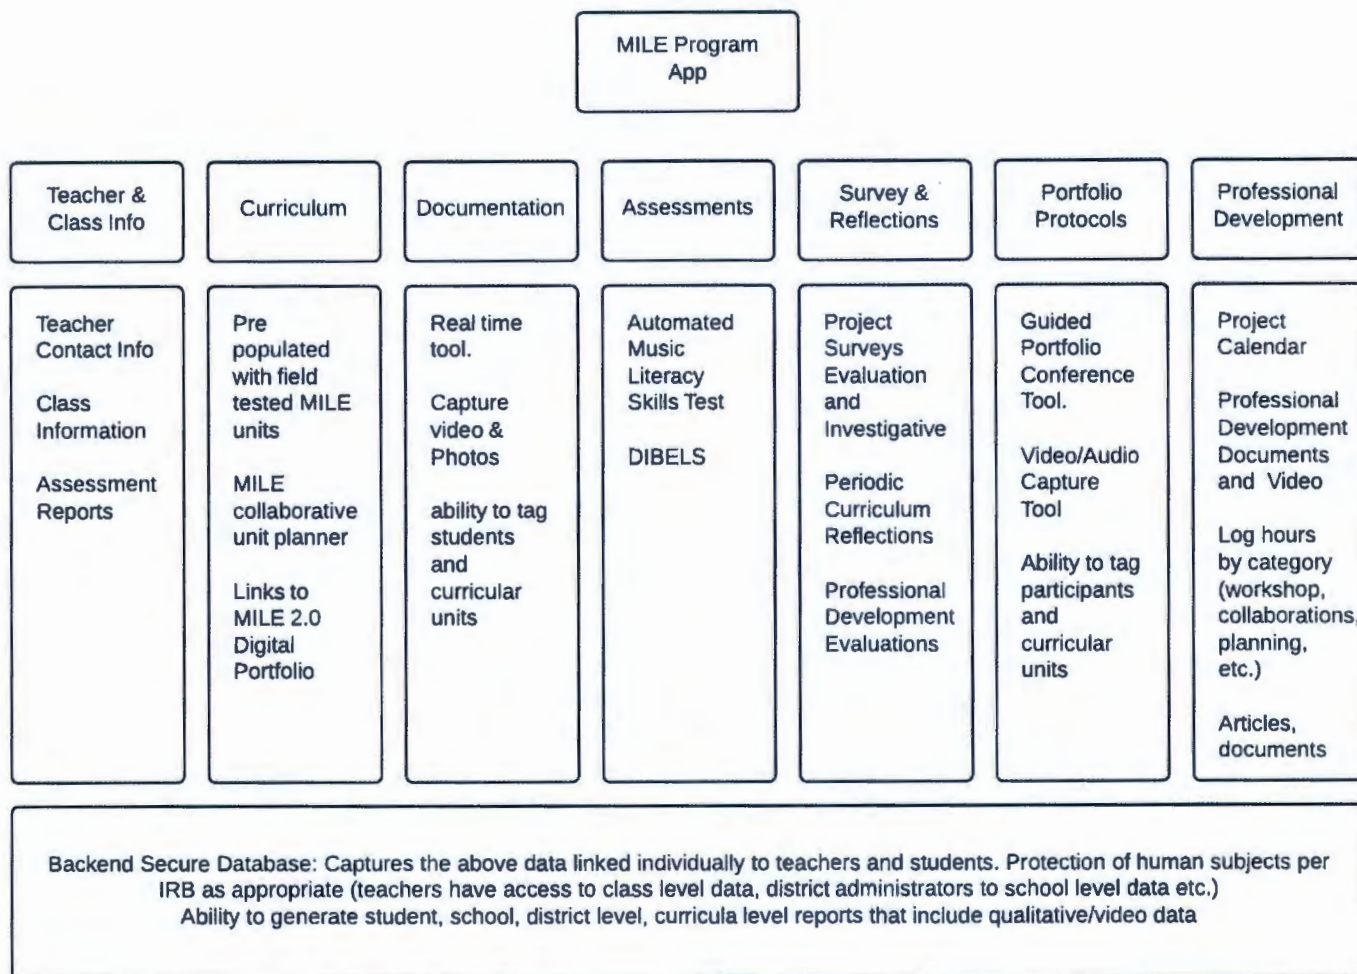 MILE Program
App
Teacher &
Class Info
Curriculum
Documentation
Assessments
Survey &
Reflections
Portfolio
Protocols
Professional
Development
Teacher
Contact Info
Class
Information
Assessment
Reports
Pre
populated
with field
tested MILE
units
MILE
collaborative
unit planner
Links to
MILE 2.0
Digital
Portfolio
Real time
tool.
Capture
video &
Photos
ability to tag
students
and
curricular
units
Automated
Music
Literacy
Skills Test
DIBELS
Project
Surveys
Evaluation
and
Investigative
Periodic
Curriculum
Reflections
Professional
Development
Evaluations
Guided
Portfolio
Conference
Tool.
Video/Audio
Capture
Tool
Ability to tag
participants
and
curricular
units
Project
Calendar
Professional
Development
Documents
and Video
Log hours
by category
(workshop,
collaborations,
planning,
etc.)
Articles,
documents
Backend Secure Database: Captures the above data linked individually to teachers and students. Protection of human subjects per
IRB as appropriate (teachers have access to class level data, district administrators to school level data etc.)
Ability to generate student, school, district level, curricula level reports that include qualitative/video data